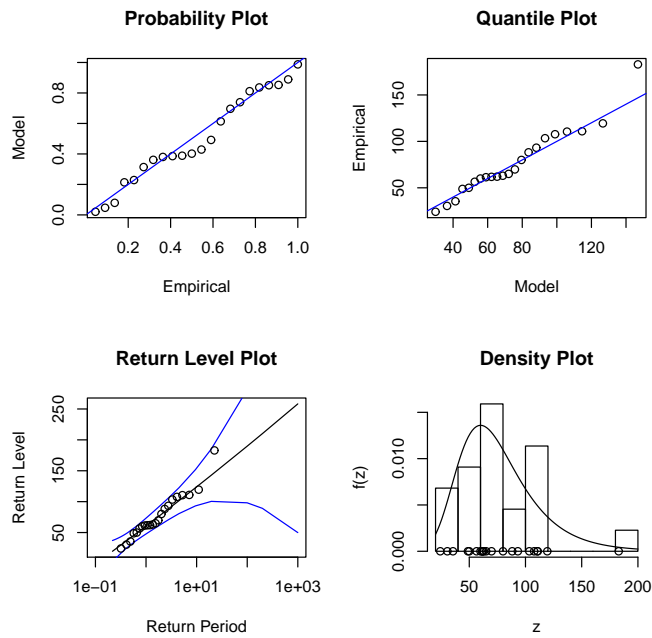 Probability Plot
Model
0.0 0.4 0.8
0.2 0.4 0.6 0.8 1.0
Empirical
Quantile Plot
Empirical
50 100 150
40 60 80 100 120
Model
Return Level Plot
Return Level
50 150 250
1e−01 1e+01 1e+03
Return Period
Density Plot
f(z)
0.000 0.010
50 100 150 200
z